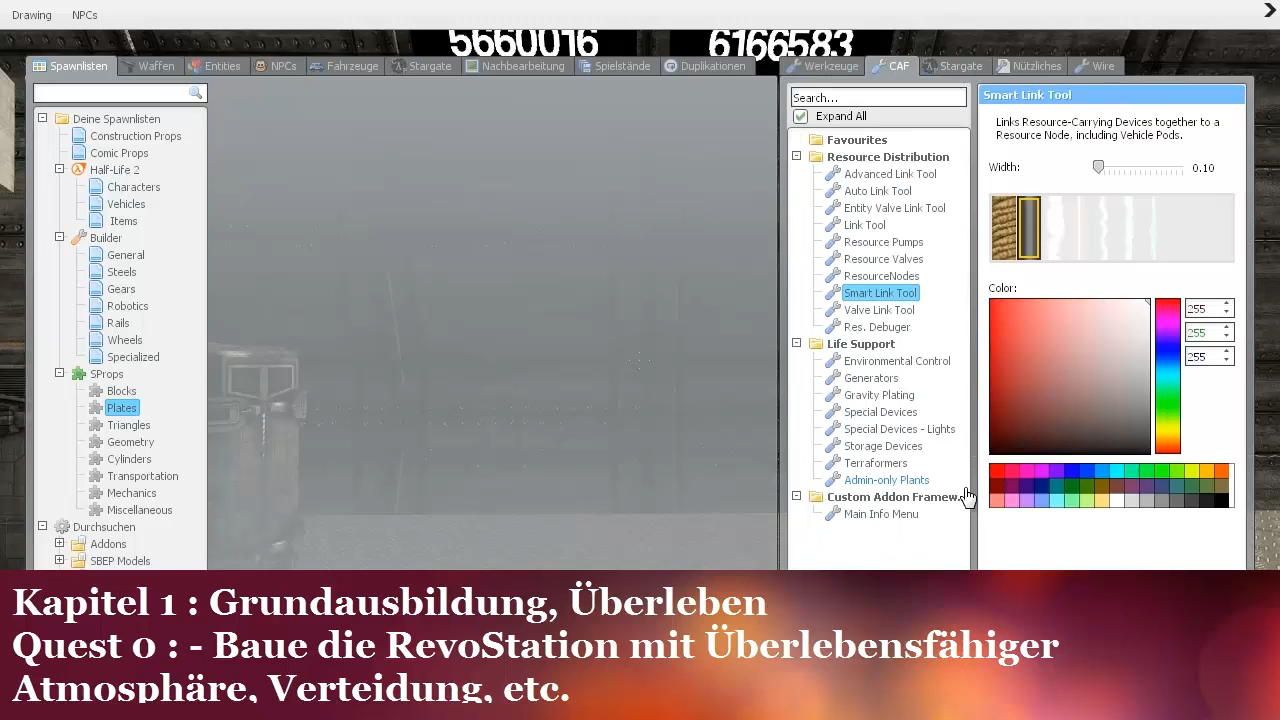 Drawing NPCs
5660016 6166583
Spawnlisten Waffen Entities NPCs Fahrzeuge Stargate Nachbearbeitung Spielstände Duplikationen
Werkzeuge CAF Stargate Nützliches Wire
Deine Spawnlisten
Construction Props
Comic Props
Half-Life 2
Characters
Vehicles
Items
Builder
General
Steels
Gears
Robotics
Rails
Wheels
Specialized
SProps
Blocks
Plates
Triangles
Geometry
Cylinders
Transportation
Mechanics
Miscellaneous
Durchsuchen
Addons
SBEP Models
Search...
Expand All
Favourites
Resource Distribution
Advanced Link Tool
Auto Link Tool
Entity Valve Link Tool
Link Tool
Resource Pumps
Resource Valves
ResourceNodes
Smart Link Tool
Valve Link Tool
Res. Debuger
Life Support
Environmental Control
Generators
Gravity Plating
Special Devices
Special Devices - Lights
Storage Devices
Terraformers
Admin-only Plants
Custom Addon Framew...
Main Info Menu
Smart Link Tool
Links Resource-Carrying Devices together to a
Resource Node, including Vehicle Pods.
Width: 0.10
Color:
255
255
255
Kapitel 1 : Grundausbildung, Überleben
Quest 0 : - Baue die RevoStation mit Überlebensfähiger
Atmosphäre, Verteidung, etc.